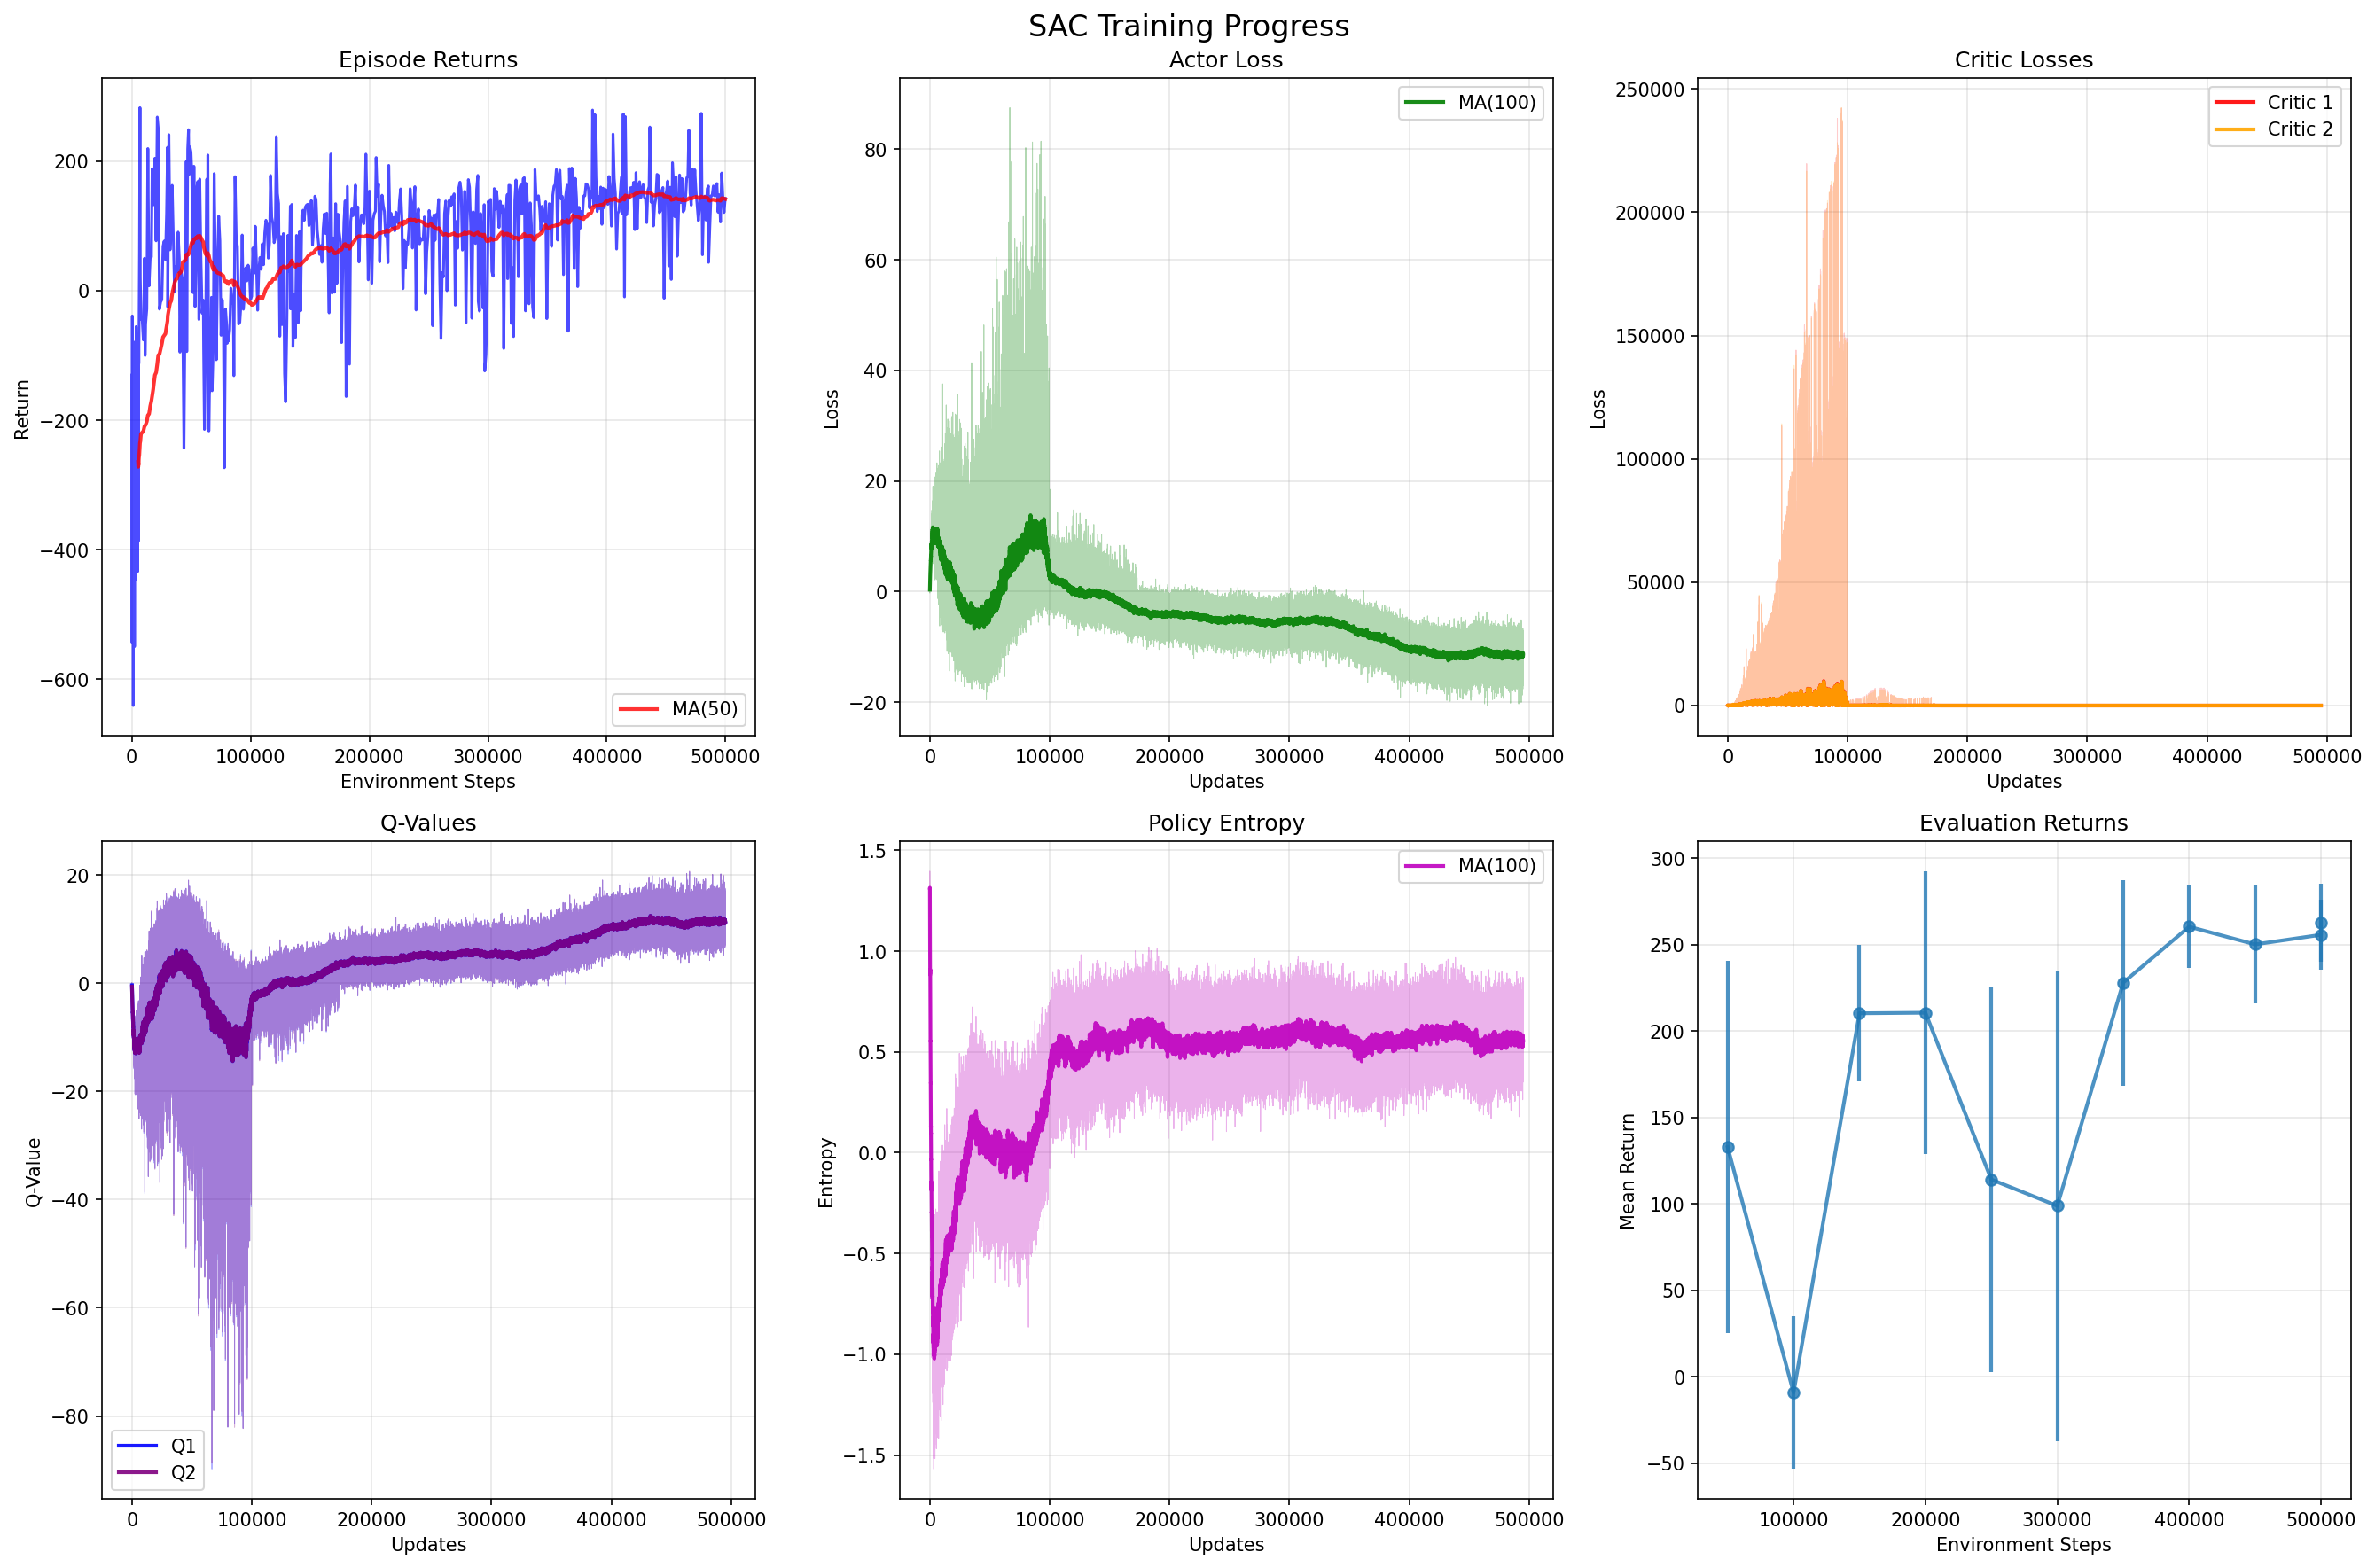 SAC Training Progress
Episode Returns
Return
200
0
−200
−400
−600
MA(50)
0 100000 200000 300000 400000 500000
Environment Steps
Actor Loss
Loss
80
60
40
20
0
−20
MA(100)
0 100000 200000 300000 400000 500000
Updates
Critic Losses
Loss
250000
200000
150000
100000
50000
0
Critic 1
Critic 2
0 100000 200000 300000 400000 500000
Updates
Q-Values
Q-Value
20
0
−20
−40
−60
−80
Q1
Q2
0 100000 200000 300000 400000 500000
Updates
Policy Entropy
Entropy
1.5
1.0
0.5
0.0
−0.5
−1.0
−1.5
MA(100)
0 100000 200000 300000 400000 500000
Updates
Evaluation Returns
Mean Return
300
250
200
150
100
50
0
−50
100000 200000 300000 400000 500000
Environment Steps